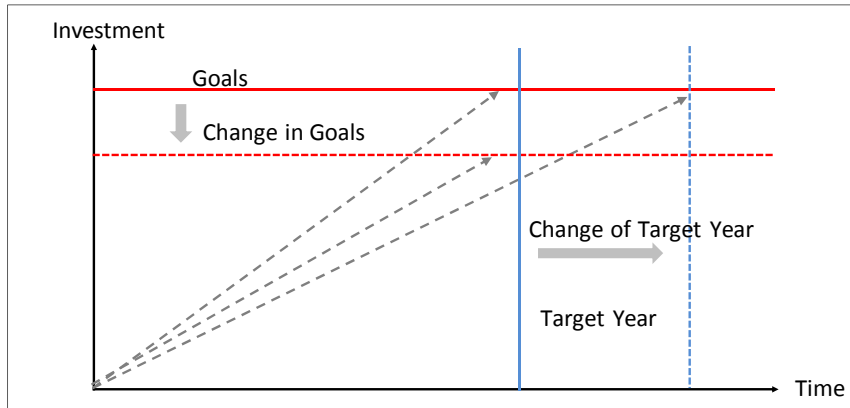 Investment
Goals
Change in Goals
Change of Target Year
Target Year
Time